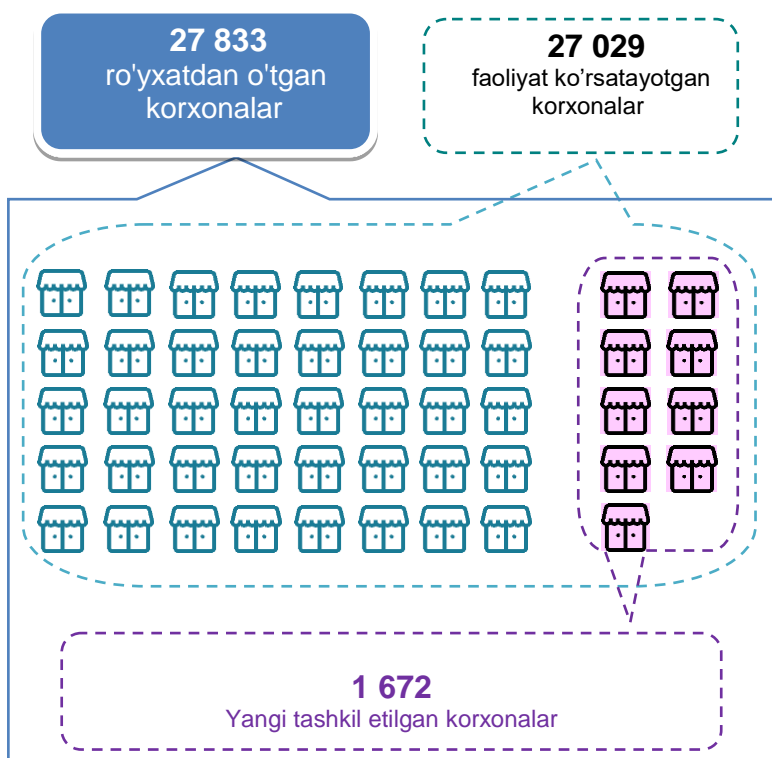 27 833
ro'yxatdan o'tgan
korxonalar
27 029
faoliyat ko’rsatayotgan
korxonalar
1 672
Yangi tashkil etilgan korxonalar